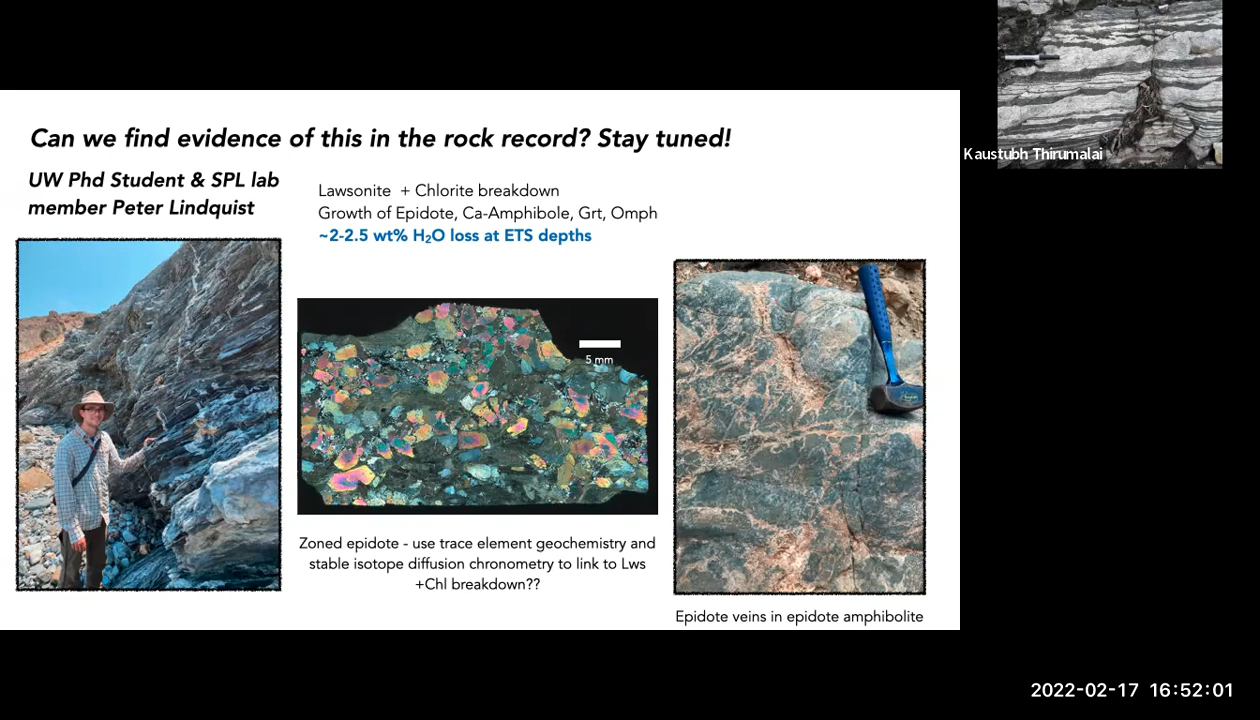 Can we find evidence of this in the rock record? Stay tuned!
UW Phd Student & SPL lab
member Peter Lindquist
Lawsonite + Chlorite breakdown
Growth of Epidote, Ca-Amphibole, Grt, Omph
~2-2.5 wt% H₂O loss at ETS depths
5 mm
Zoned epidote - use trace element geochemistry and
stable isotope diffusion chronometry to link to Lws
+Chl breakdown??
Epidote veins in epidote amphibolite
Kaustubh Thirumalai
2022-02-17 16:52:01